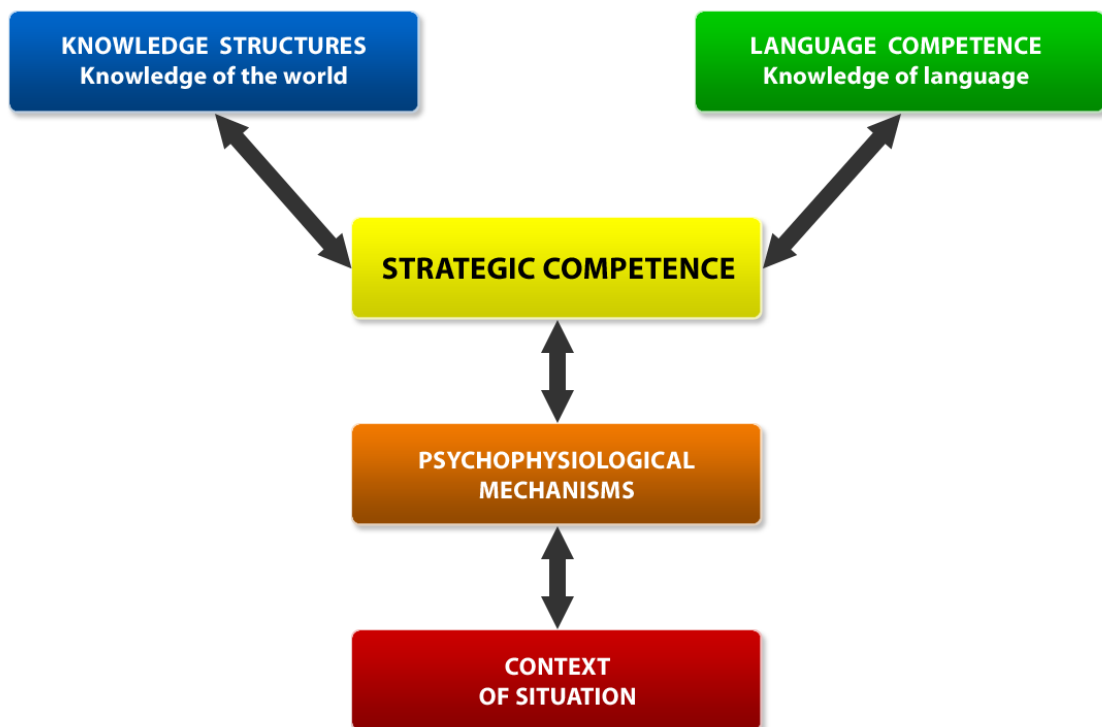 KNOWLEDGE STRUCTURES
Knowledge of the world
LANGUAGE COMPETENCE
Knowledge of language
STRATEGIC COMPETENCE
PSYCHOPHYSIOLOGICAL
MECHANISMS
CONTEXT
OF SITUATION